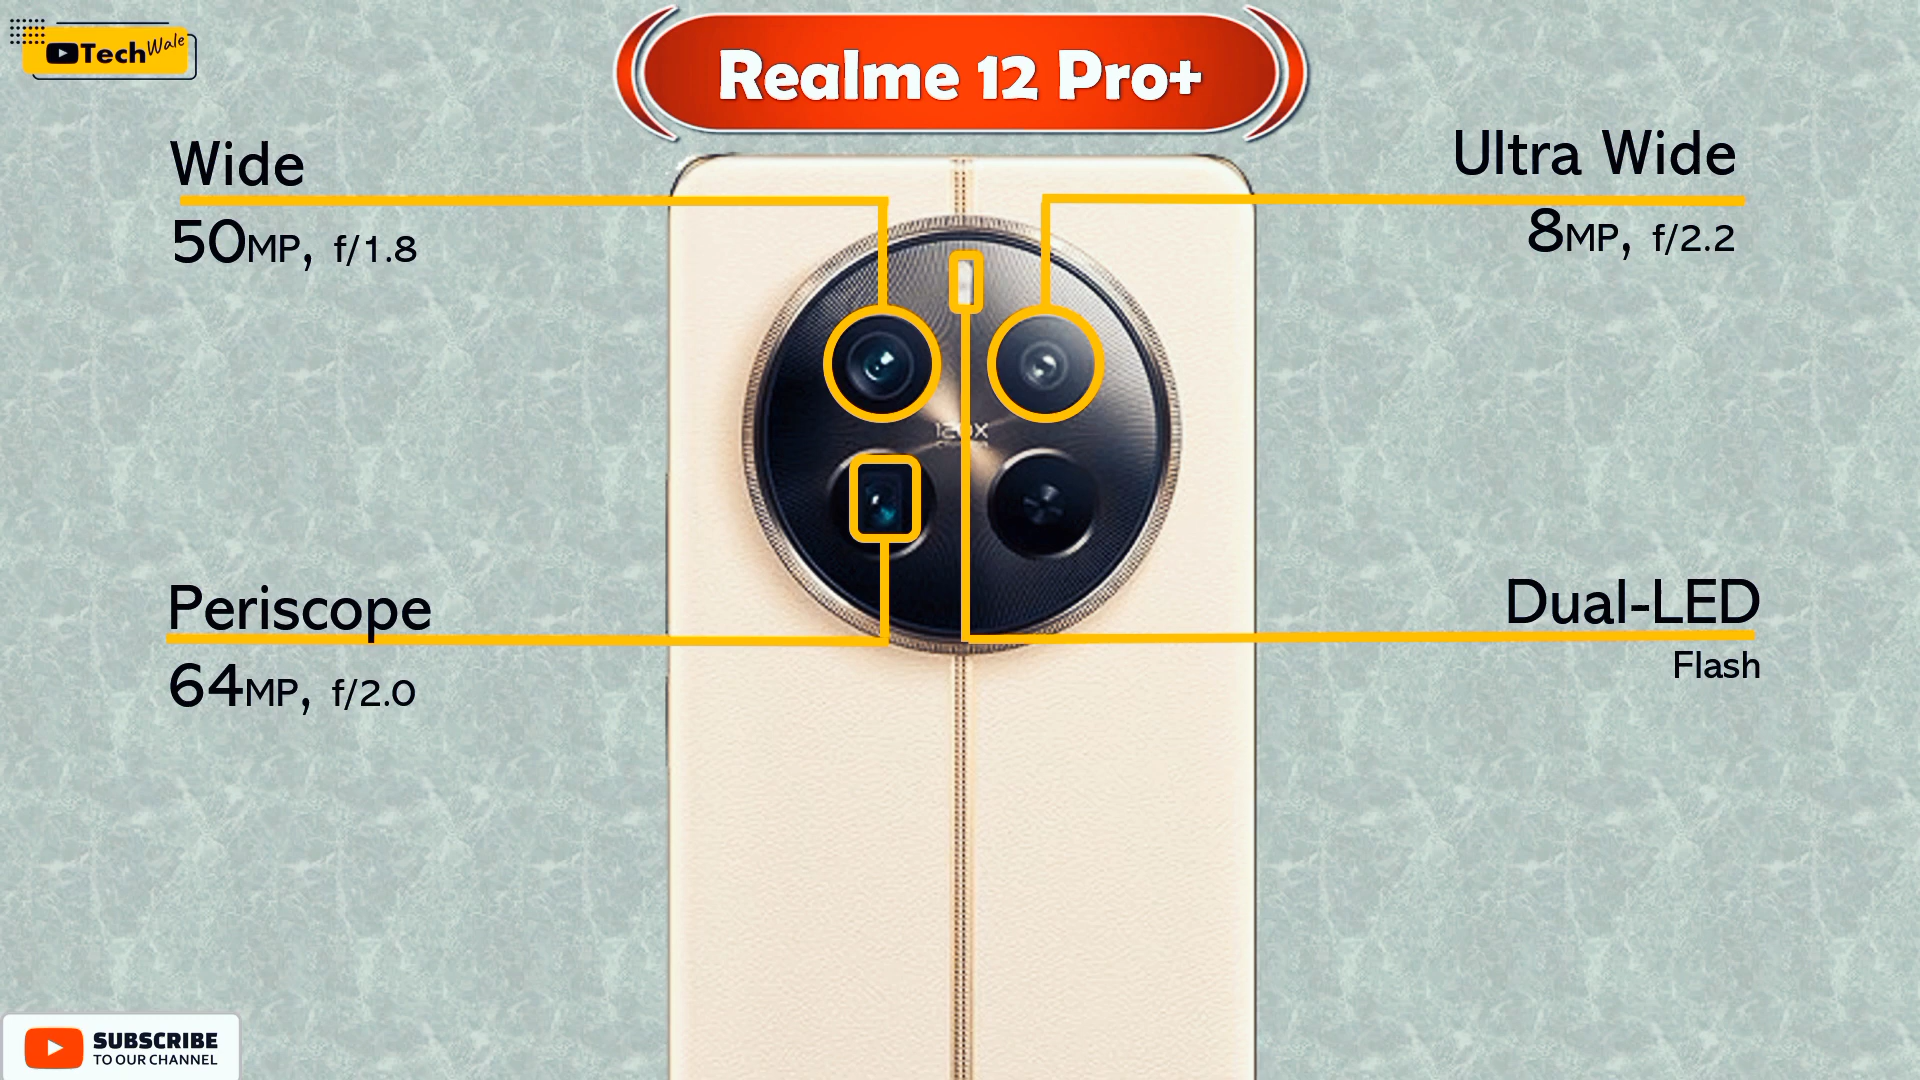 TechWale
Realme 12 Pro+
Wide
50MP, f/1.8
Ultra Wide
8MP, f/2.2
Periscope
64MP, f/2.0
Dual-LED
Flash
SUBSCRIBE
TO OUR CHANNEL